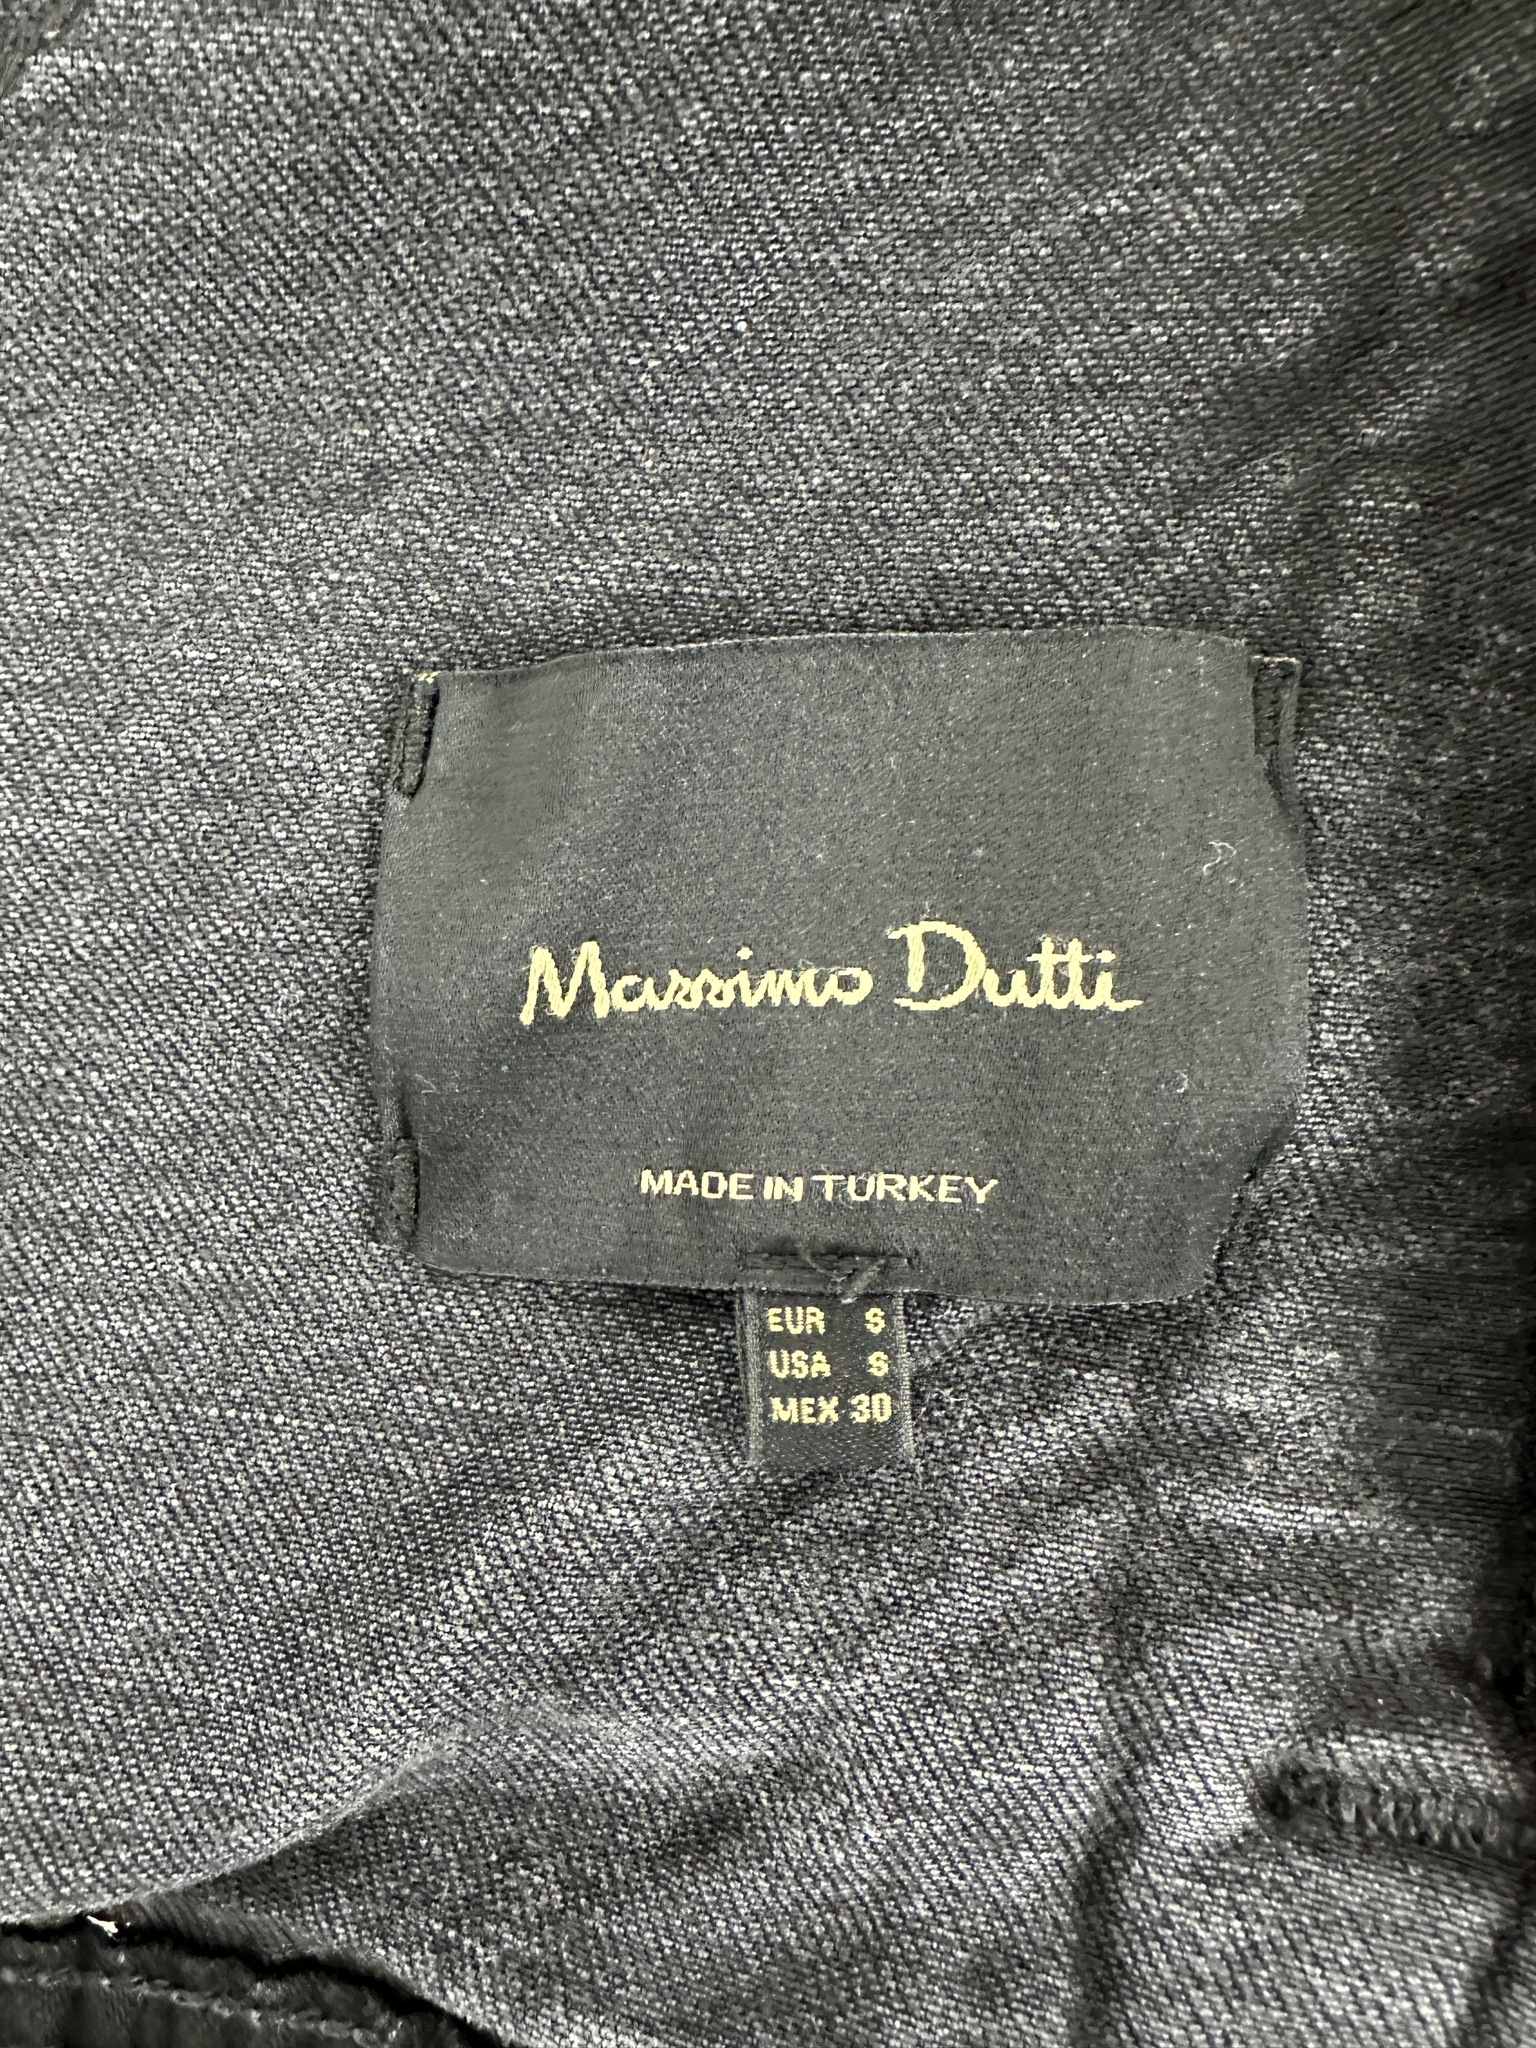 Massimo Dutti
MADE IN TURKEY
EUR S
USA S
MEX 30